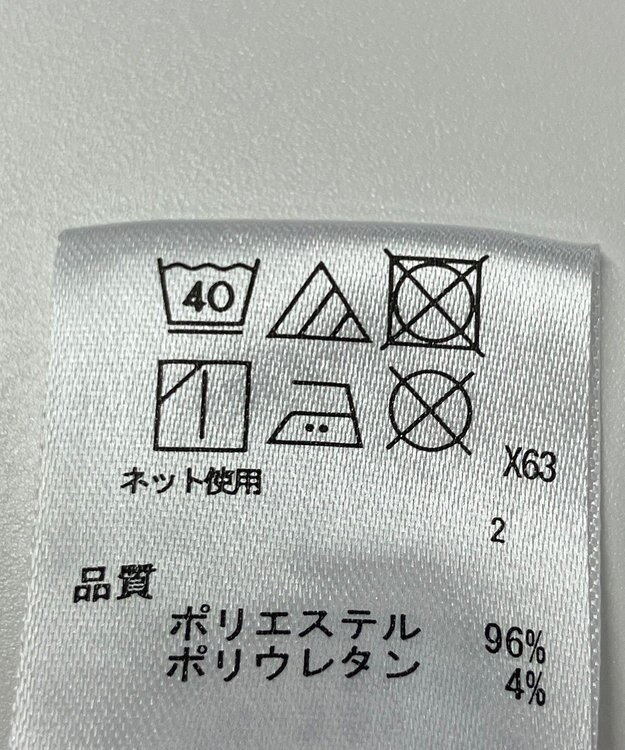 40
X63
ネット使用
2
品質
ポリエステル 96%
ポリウレタン 4%